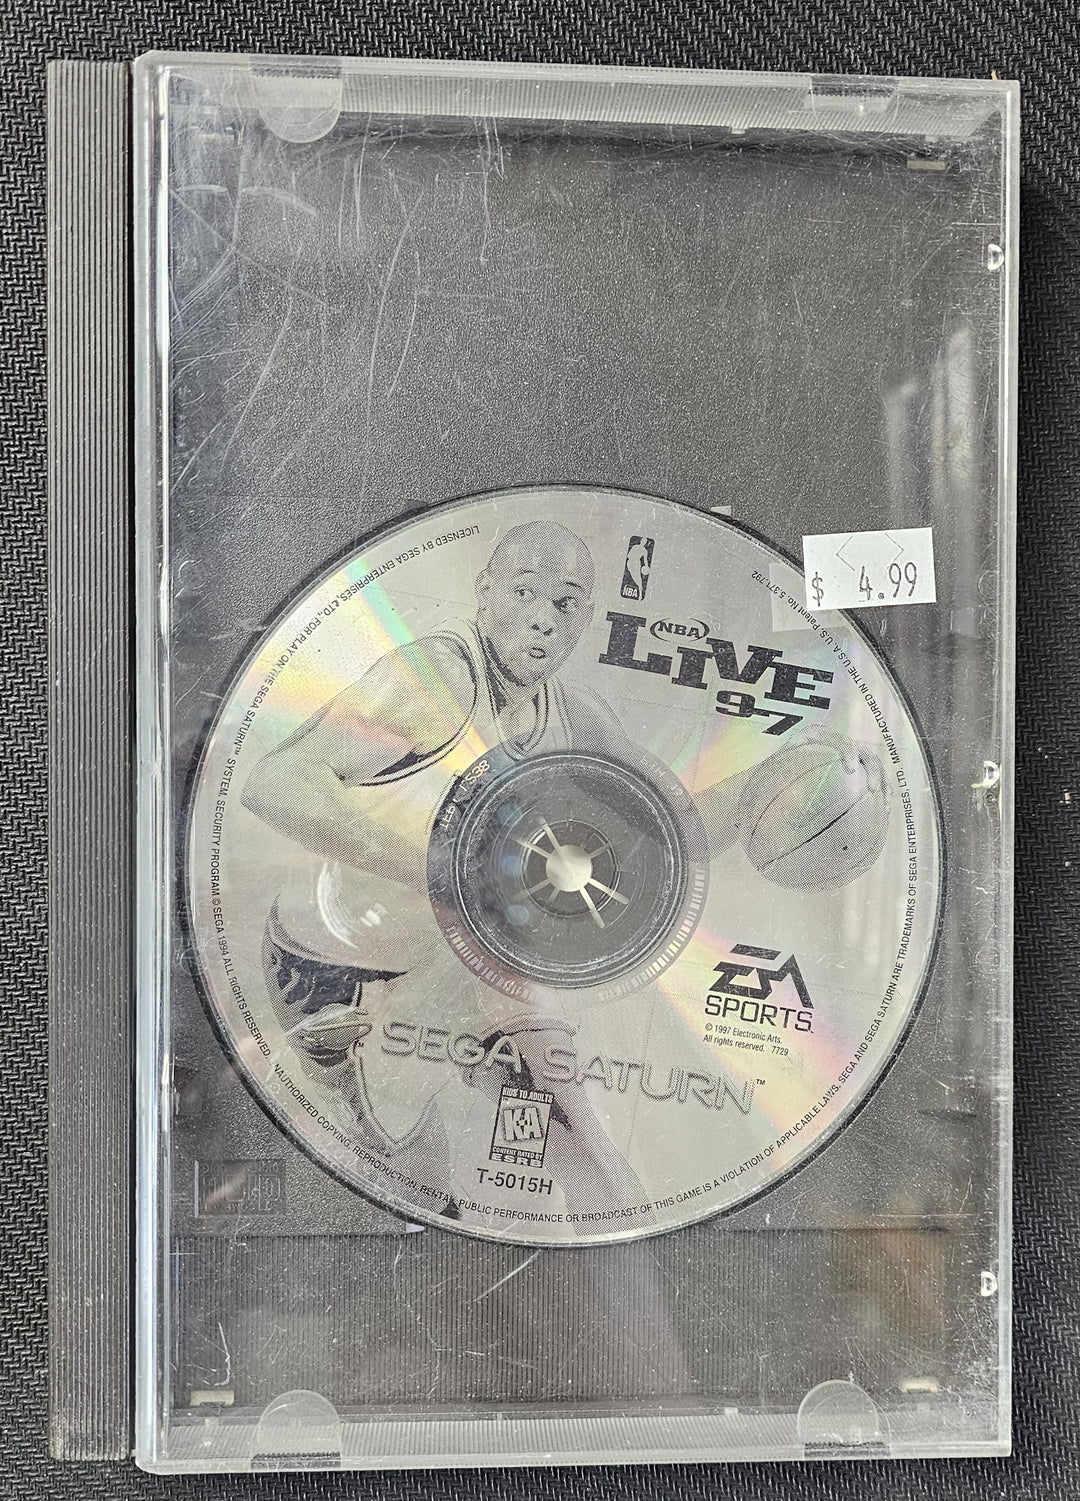 $ 4.99
NBA
NBA
LIVE
97
U.S. Patent No. 5,371,792
EA
SPORTS™
© 1997 Electronic Arts.
All rights reserved. 7729
SEGA SATURN™
KIDS TO ADULTS
K-A
CONTENT RATED BY
ESRB
T-5015H
MANUFACTURED IN THE U.S.A.
LICENSED BY SEGA ENTERPRISES, LTD., FOR PLAY ON THE SEGA SATURN™ SYSTEM. SECURITY PROGRAM © SEGA 1994 ALL RIGHTS RESERVED. UNAUTHORIZED COPYING, REPRODUCTION, RENTAL, PUBLIC PERFORMANCE OR BROADCAST OF THIS GAME IS A VIOLATION OF APPLICABLE LAWS. SEGA AND SEGA SATURN ARE TRADEMARKS OF SEGA ENTERPRISES, LTD.